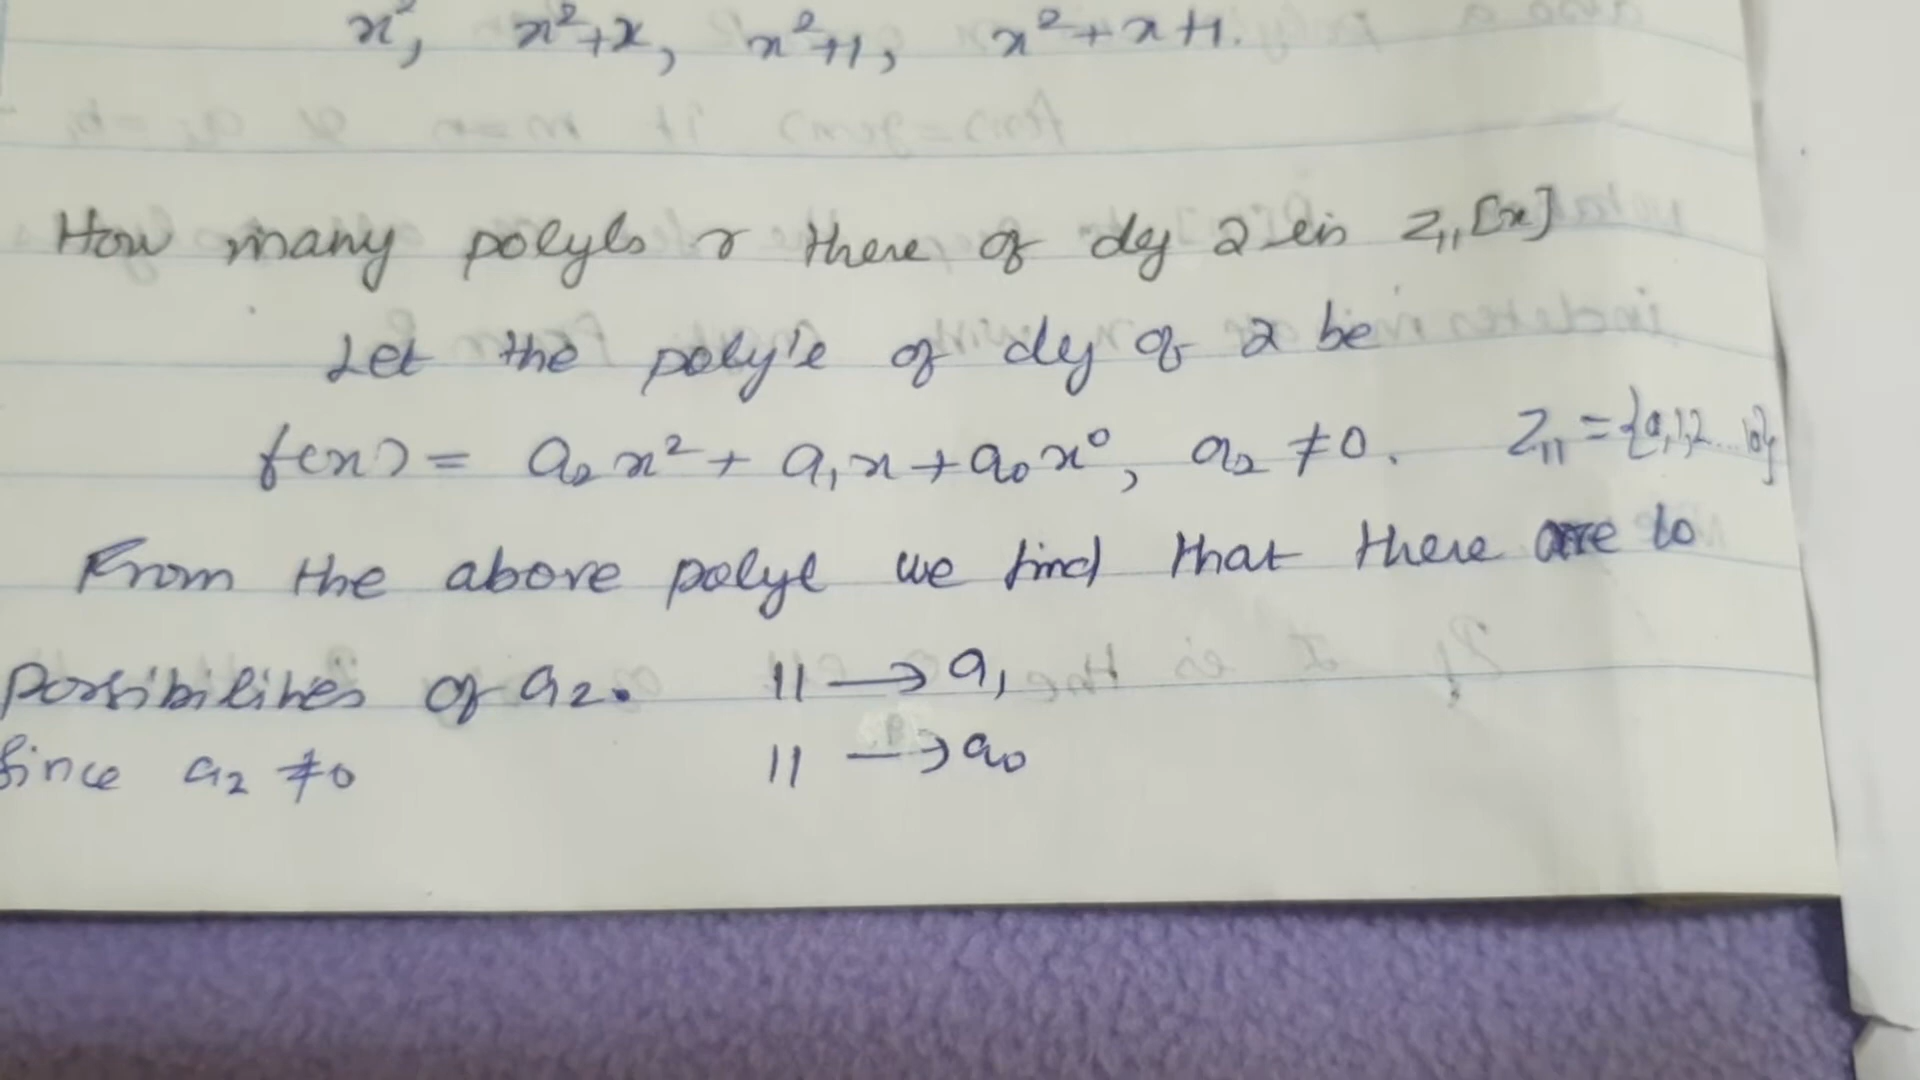 x², x²+x, x²+1, x²+x+1.
How many polyls r there of deg 2 in Z₁₁[x]
Let the poly'l of deg of 2 be
f(x) = a₂x² + a₁x + a₀x⁰, a₂ ≠ 0. Z₁₁ = {0,1,2...10}
From the above polyl we find that there are 10
possibilities of a₂. 11 → a₁
Since a₂ ≠ 0 11 → a₀